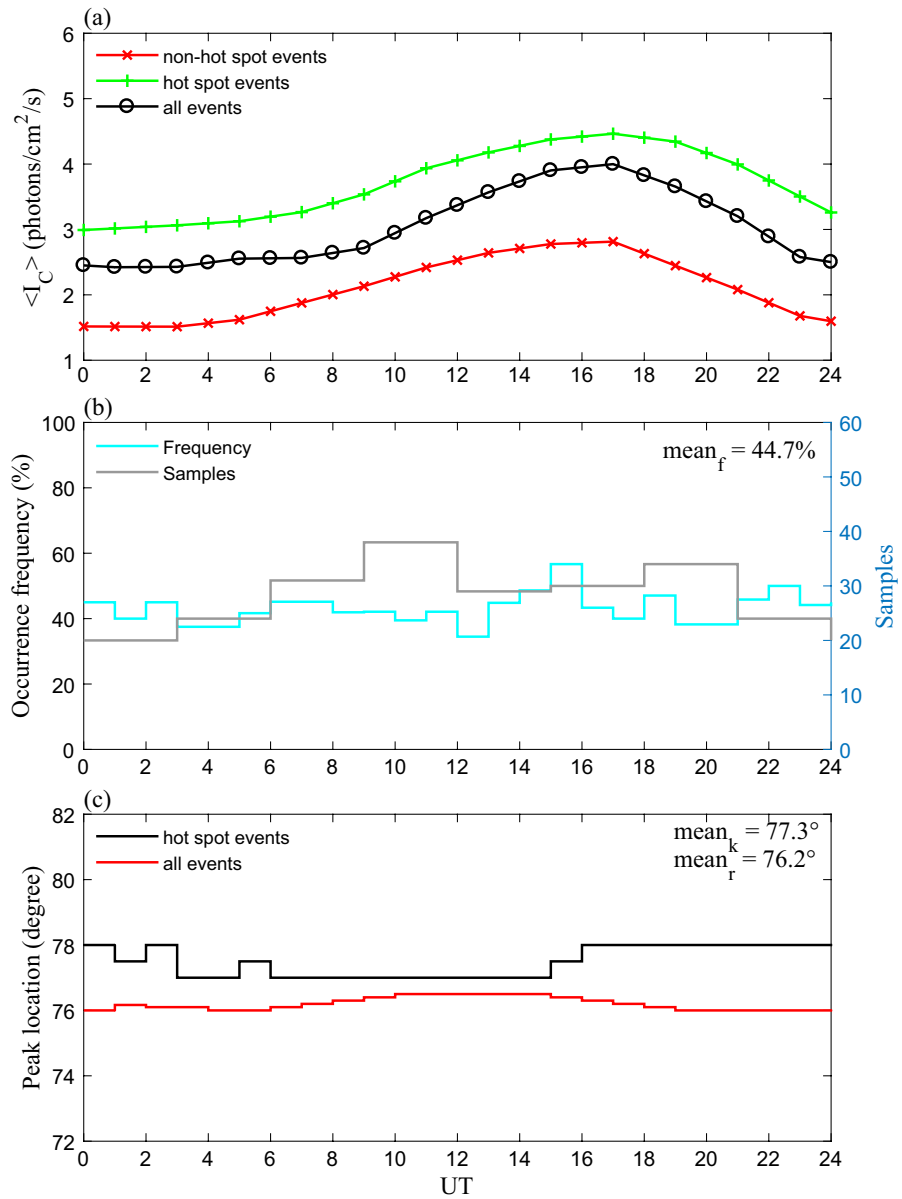 (a)
6
5
4
3
2
1
<I_C> (photons/cm²/s)
non-hot spot events
hot spot events
all events
0 2 4 6 8 10 12 14 16 18 20 22 24
(b)
100
80
60
40
20
0
Occurrence frequency (%)
Frequency
Samples
mean_f = 44.7%
60
50
40
30
20
10
0
Samples
0 2 4 6 8 10 12 14 16 18 20 22 24
(c)
82
80
78
76
74
72
Peak location (degree)
hot spot events
all events
mean_k = 77.3°
mean_r = 76.2°
0 2 4 6 8 10 12 14 16 18 20 22 24
UT